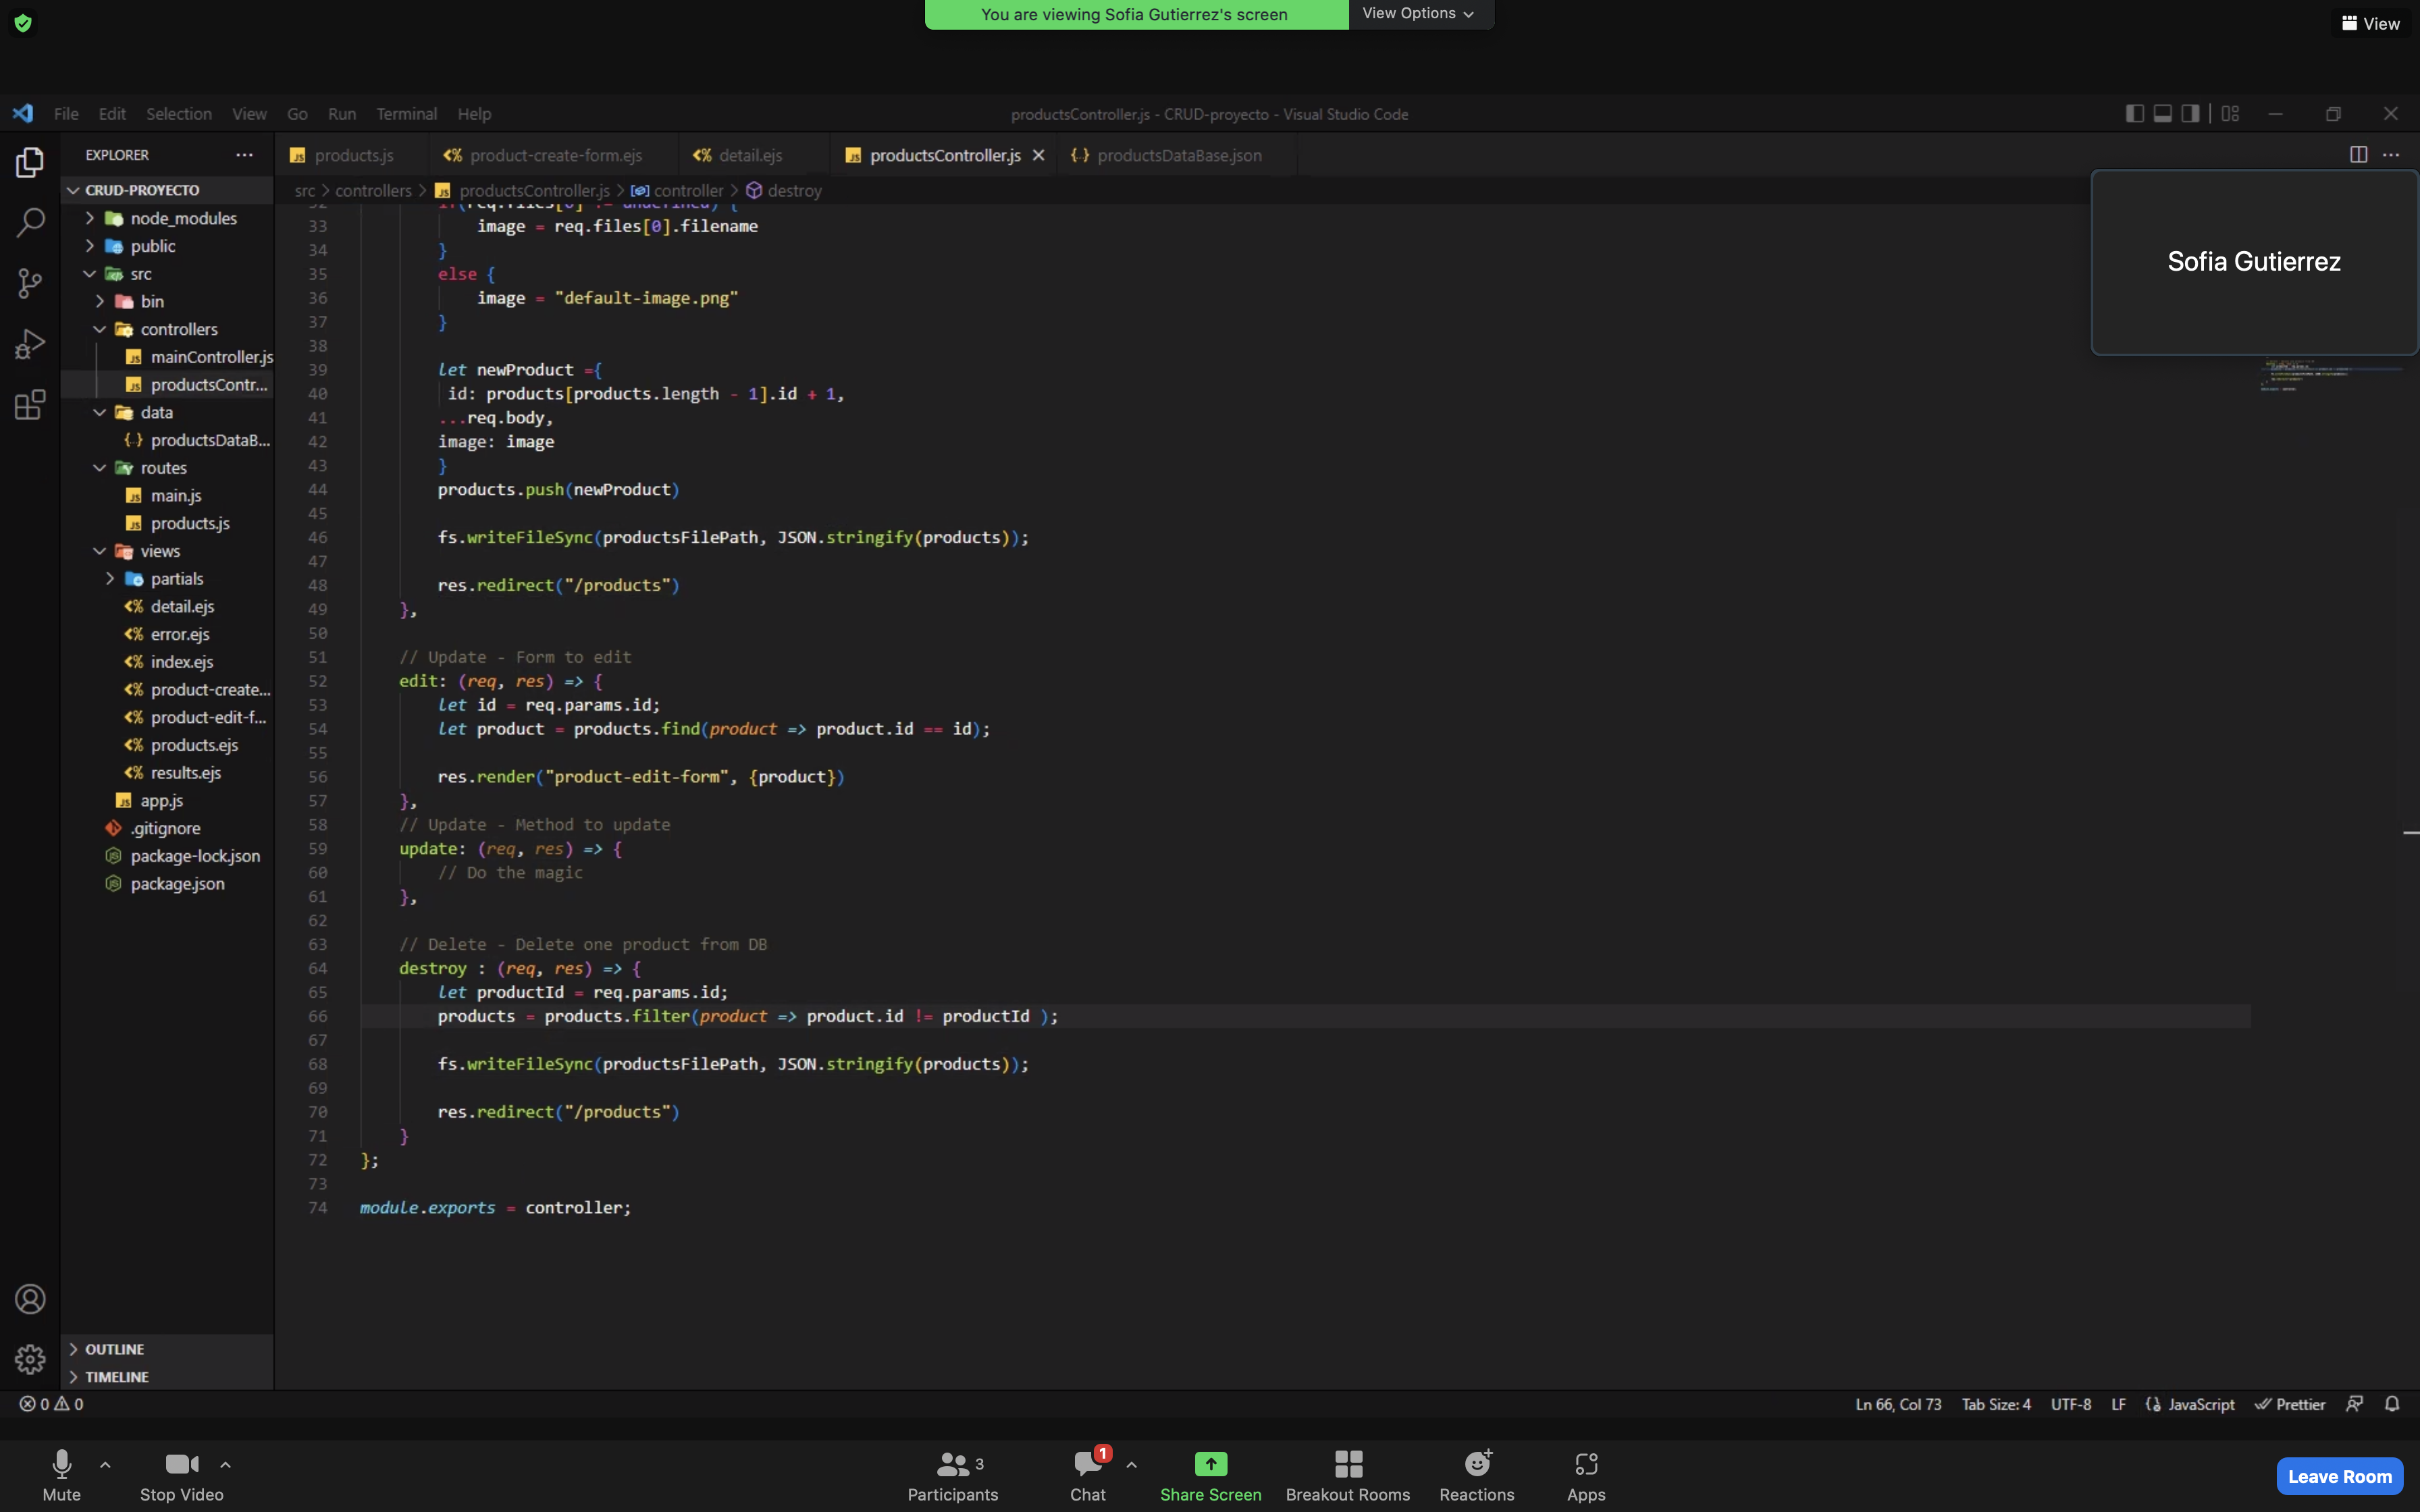 You are viewing Sofia Gutierrez's screen
View Options
View
File Edit Selection View Go Run Terminal Help
productsController.js - CRUD-proyecto - Visual Studio Code
EXPLORER
CRUD-PROYECTO
node_modules
public
src
bin
controllers
mainController.js
productsContr...
data
productsDataB...
routes
main.js
products.js
views
partials
detail.ejs
error.ejs
index.ejs
product-create...
product-edit-f...
products.ejs
results.ejs
app.js
.gitignore
package-lock.json
package.json
OUTLINE
TIMELINE
products.js product-create-form.ejs detail.ejs productsController.js productsDataBase.json
src > controllers > productsController.js > controller > destroy
33 image = req.files[0].filename
34 }
35 else {
36 image = "default-image.png"
37 }
38
39 let newProduct ={
40 id: products[products.length - 1].id + 1,
41 ...req.body,
42 image: image
43 }
44 products.push(newProduct)
45
46 fs.writeFileSync(productsFilePath, JSON.stringify(products));
47
48 res.redirect("/products")
49 },
50
51 // Update - Form to edit
52 edit: (req, res) => {
53 let id = req.params.id;
54 let product = products.find(product => product.id == id);
55
56 res.render("product-edit-form", {product})
57 },
58 // Update - Method to update
59 update: (req, res) => {
60 // Do the magic
61 },
62
63 // Delete - Delete one product from DB
64 destroy : (req, res) => {
65 let productId = req.params.id;
66 products = products.filter(product => product.id != productId );
67
68 fs.writeFileSync(productsFilePath, JSON.stringify(products));
69
70 res.redirect("/products")
71 }
72 };
73
74 module.exports = controller;
Sofia Gutierrez
0 0
Ln 66, Col 73 Tab Size: 4 UTF-8 LF JavaScript Prettier
Mute
Stop Video
3
Participants
1
Chat
Share Screen
Breakout Rooms
Reactions
Apps
Leave Room